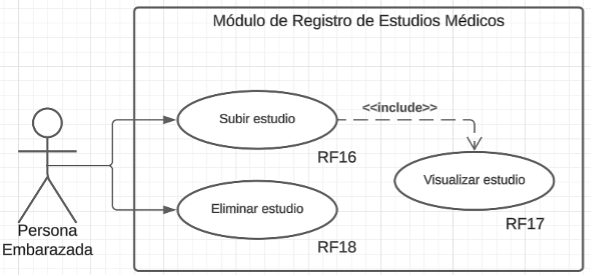 Módulo de Registro de Estudios Médicos
Subir estudio
<<include>>
RF16
Visualizar estudio
RF17
Eliminar estudio
RF18
Persona
Embarazada